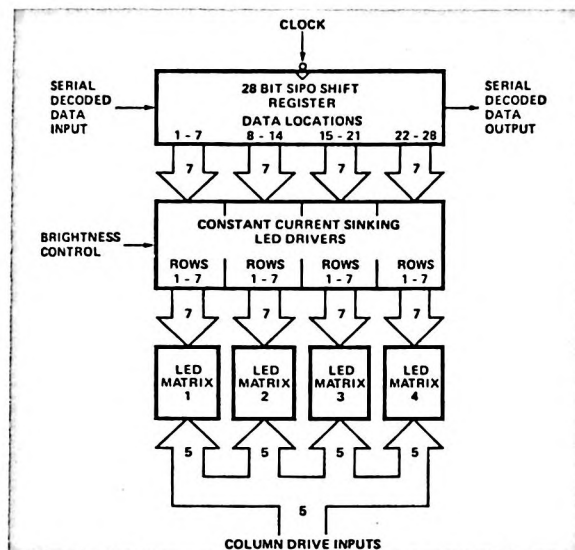 CLOCK
SERIAL
DECODED
DATA
INPUT
28 BIT SIPO SHIFT
REGISTER
DATA LOCATIONS
1 - 7 8 - 14 15 - 21 22 - 28
SERIAL
DECODED
DATA
OUTPUT
7 7 7 7
BRIGHTNESS
CONTROL
CONSTANT CURRENT SINKING
LED DRIVERS
ROWS ROWS ROWS ROWS
1 - 7 1 - 7 1 - 7 1 - 7
7 7 7 7
LED LED LED LED
MATRIX MATRIX MATRIX MATRIX
1 2 3 4
5 5 5 5
5
COLUMN DRIVE INPUTS